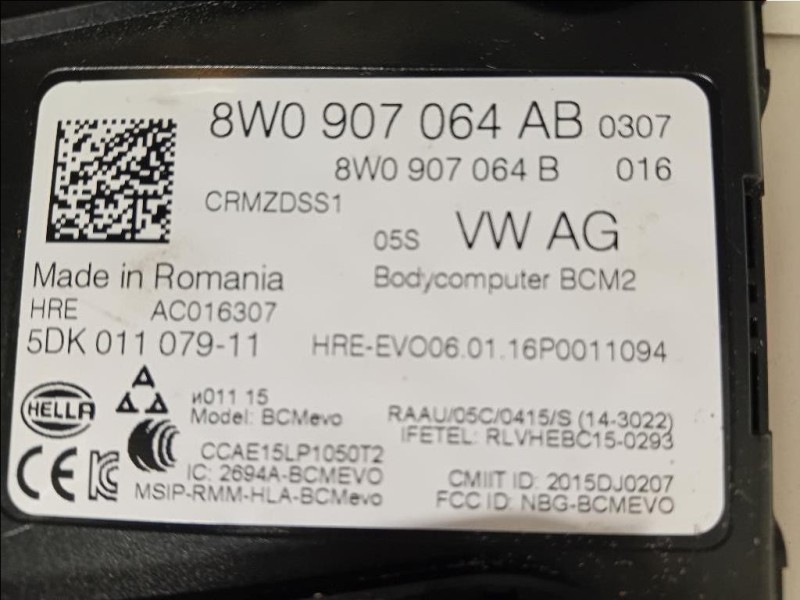 8W0 907 064 AB 0307
8W0 907 064 B 016
CRMZDSS1
05S VW AG
Made in Romania Bodycomputer BCM2
HRE AC016307
5DK 011 079-11 HRE-EVO06.01.16P0011094
HELLA
и011 15
Model: BCMevo RAAU/05C/0415/S (14-3022)
IFETEL: RLVHEBC15-0293
CE
CCAE15LP1050T2
IC: 2694A-BCMEVO CMIIT ID: 2015DJ0207
MSIP-RMM-HLA-BCMevo FCC ID: NBG-BCMEVO